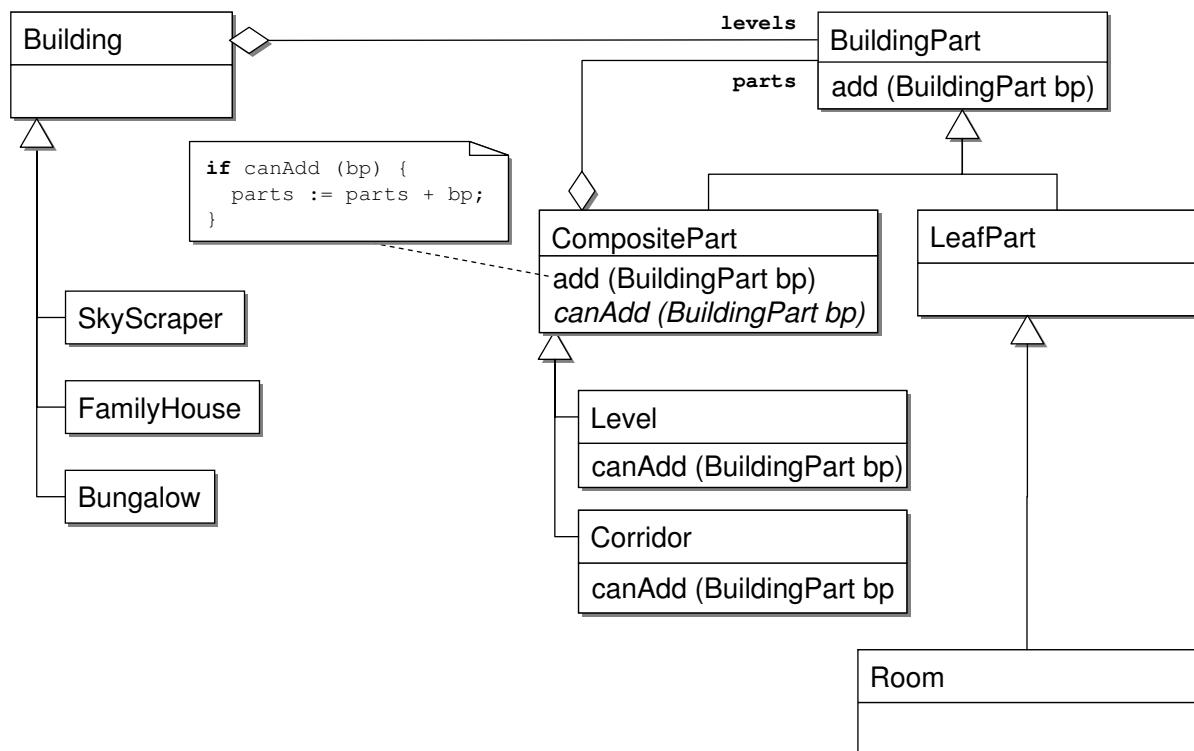 Building
levels
BuildingPart
parts
add (BuildingPart bp)
if canAdd (bp) {
parts := parts + bp;
}
CompositePart
add (BuildingPart bp)
canAdd (BuildingPart bp)
LeafPart
SkyScraper
FamilyHouse
Bungalow
Level
canAdd (BuildingPart bp)
Corridor
canAdd (BuildingPart bp
Room